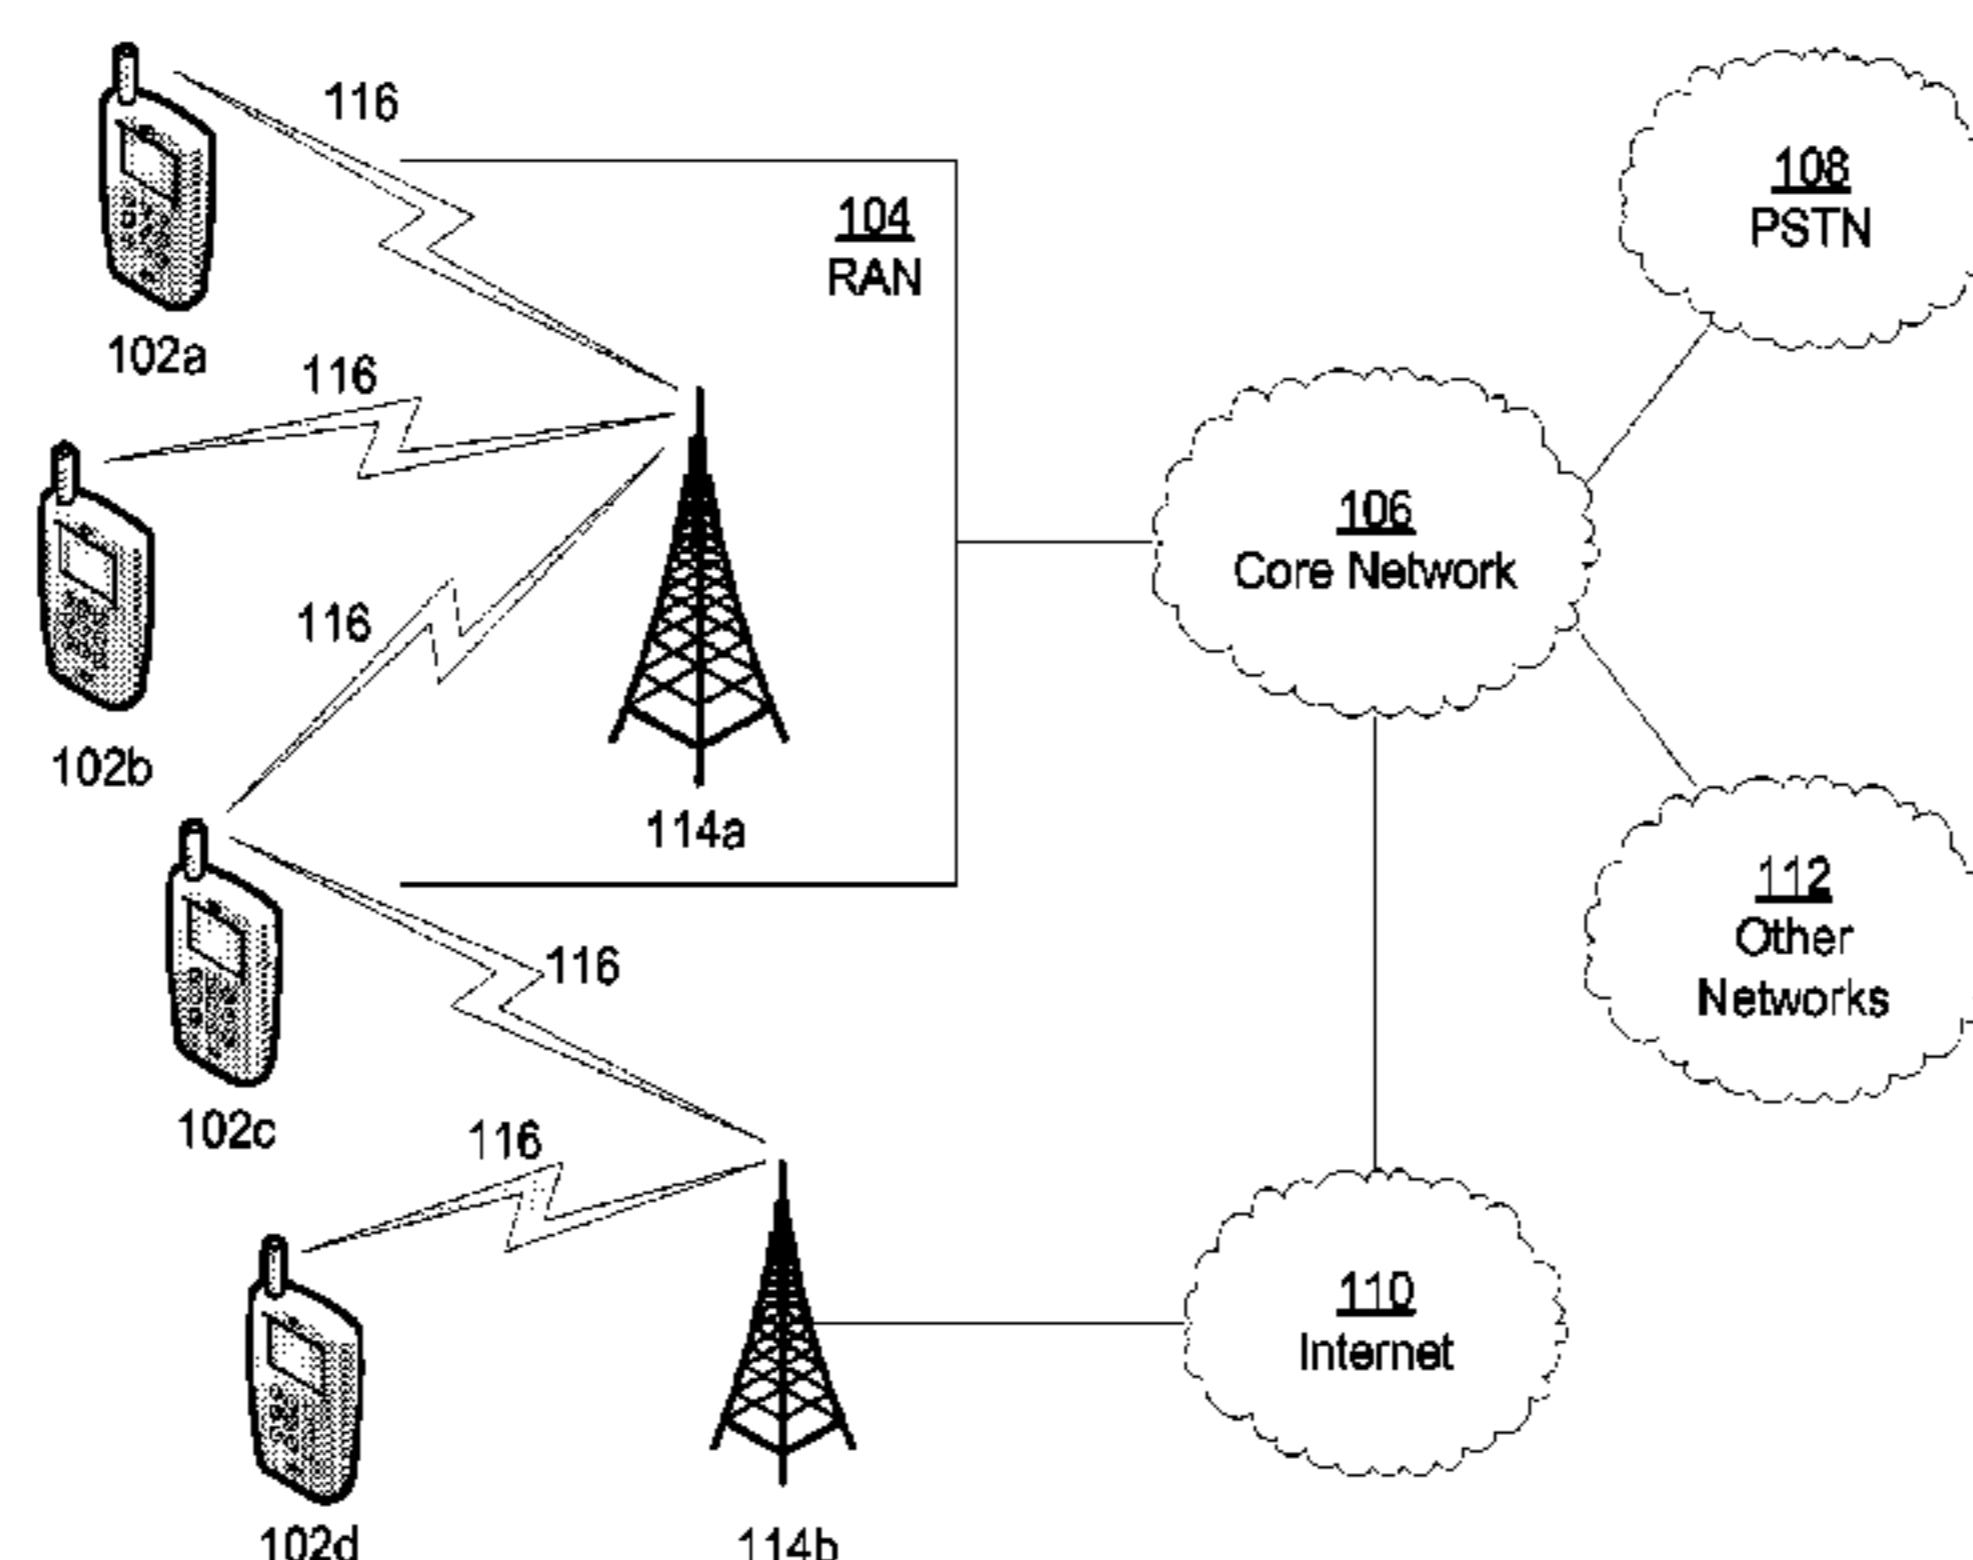 116
104
RAN
108
PSTN
102a
116
106
Core Network
116
102b
114a
112
Other
Networks
116
102c
116
110
Internet
102d
114b